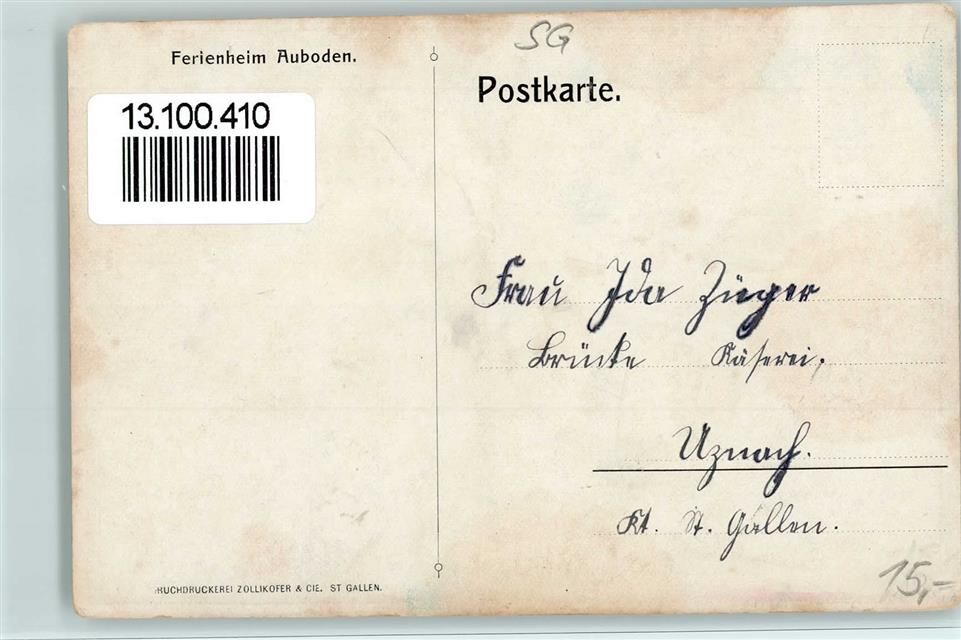 Ferienheim Auboden.
13.100.410
BUCHDRUCKEREI ZOLLIKOFER & CIE. ST GALLEN.
SG
Postkarte.
Frau Ida Züger
Brücke Käserei,
Uznach.
Kt. St. Gallen.
15,-